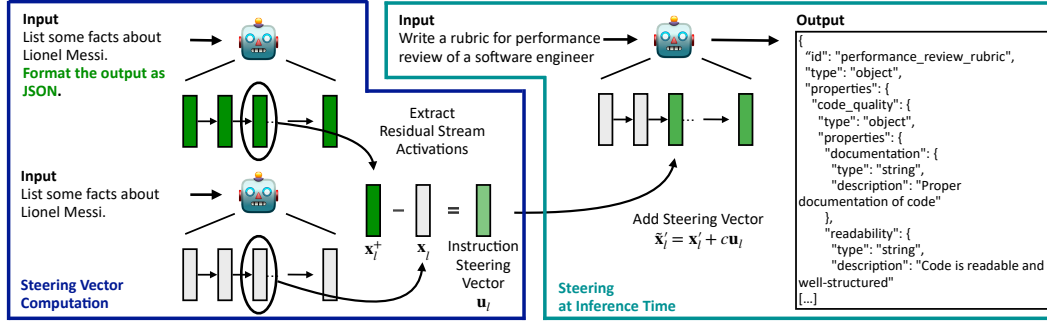 Input
List some facts about
Lionel Messi.
Format the output as
JSON.
Input
List some facts about
Lionel Messi.
Steering Vector
Computation
Extract
Residual Stream
Activations
− =
𝐱ₗ⁺ 𝐱ₗ
Instruction
Steering
Vector
𝐮ₗ
Input
Write a rubric for performance
review of a software engineer
Add Steering Vector
𝐱̃′ₗ = 𝐱′ₗ + c𝐮ₗ
Steering
at Inference Time
Output
{
"id": "performance_review_rubric",
"type": "object",
"properties": {
"code_quality": {
"type": "object",
"properties": {
"documentation": {
"type": "string",
"description": "Proper
documentation of code"
},
"readability": {
"type": "string",
"description": "Code is readable and
well-structured"
[…]